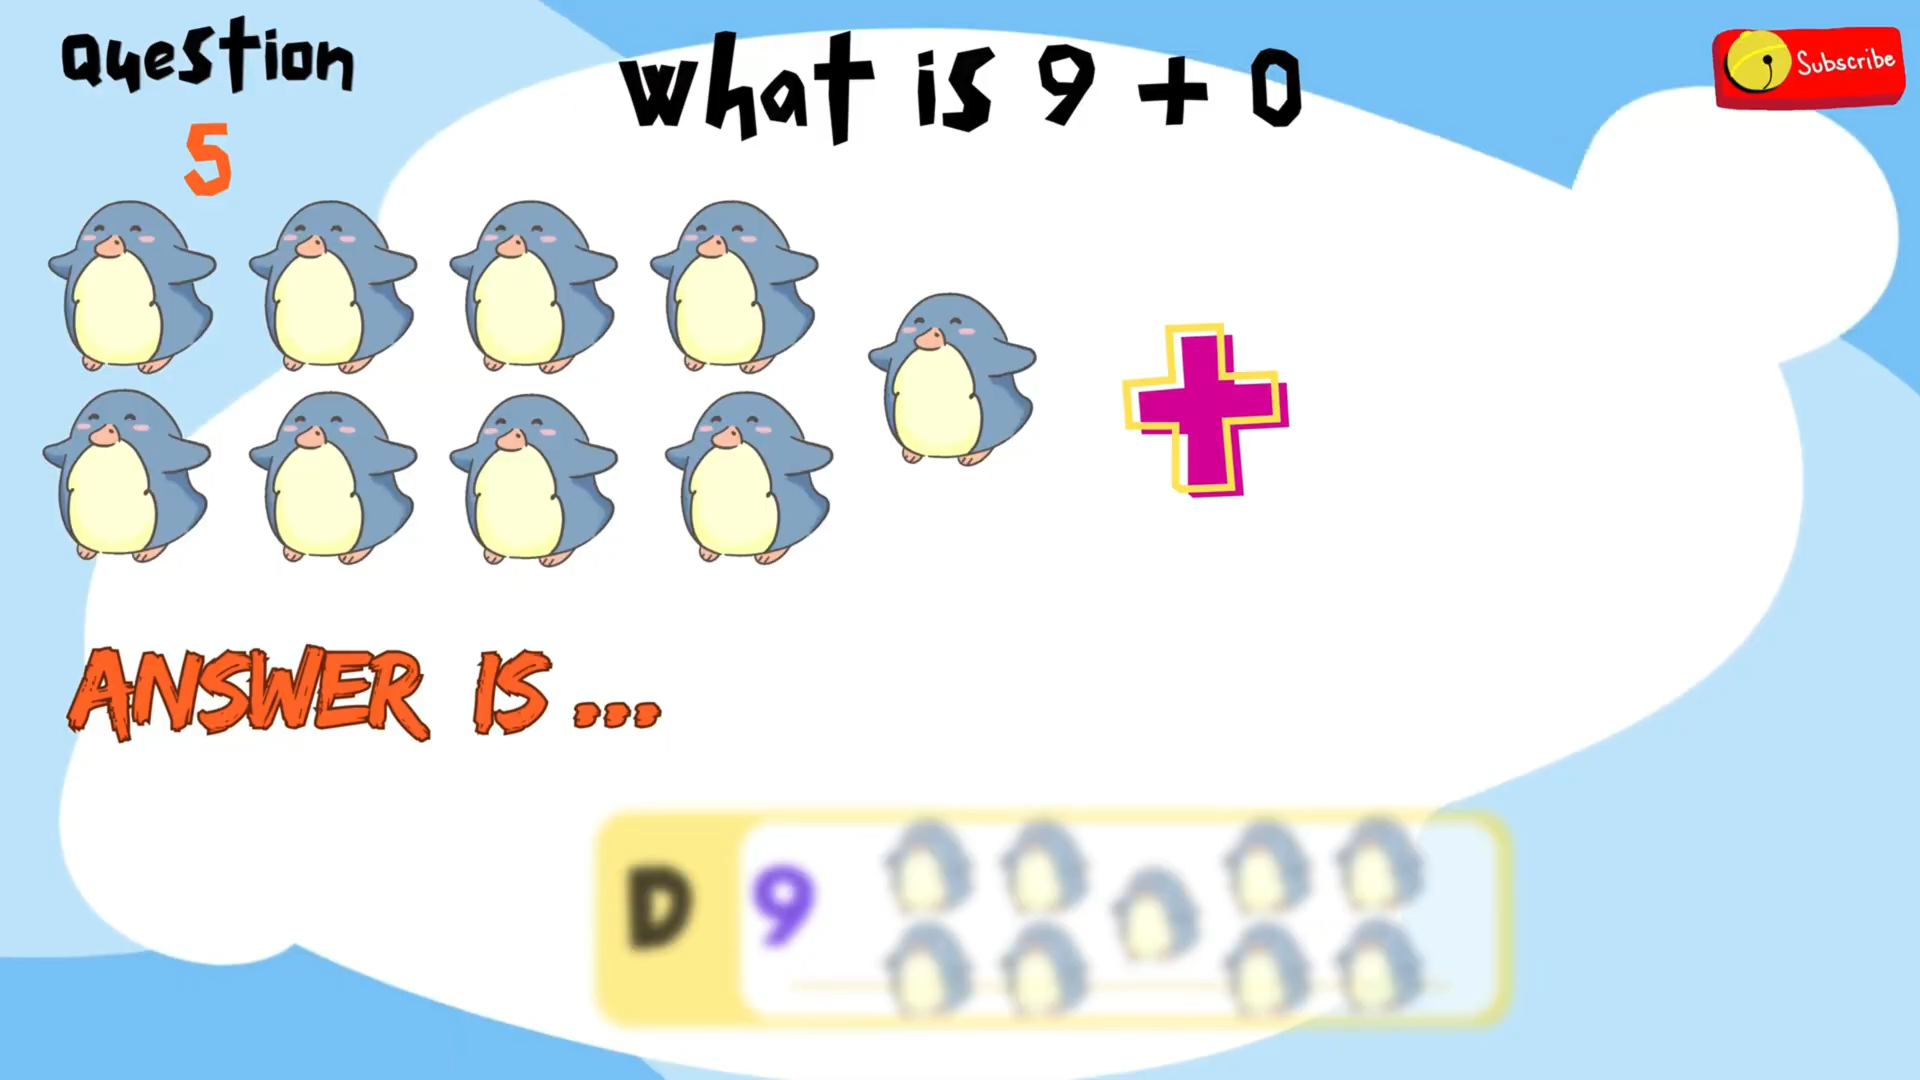 Question
5
What is 9 + 0
Subscribe
ANSWER IS ...
D 9